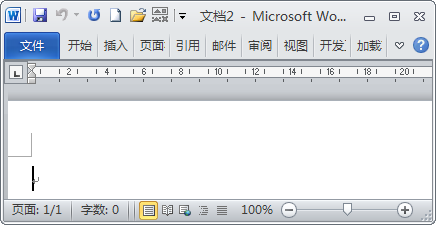 文档2 - Microsoft Wo...
文件 开始 插入 页面 引用 邮件 审阅 视图 开发 加载
2 4 6 8 10 12 14 16 18 20
页面: 1/1 字数: 0 100%